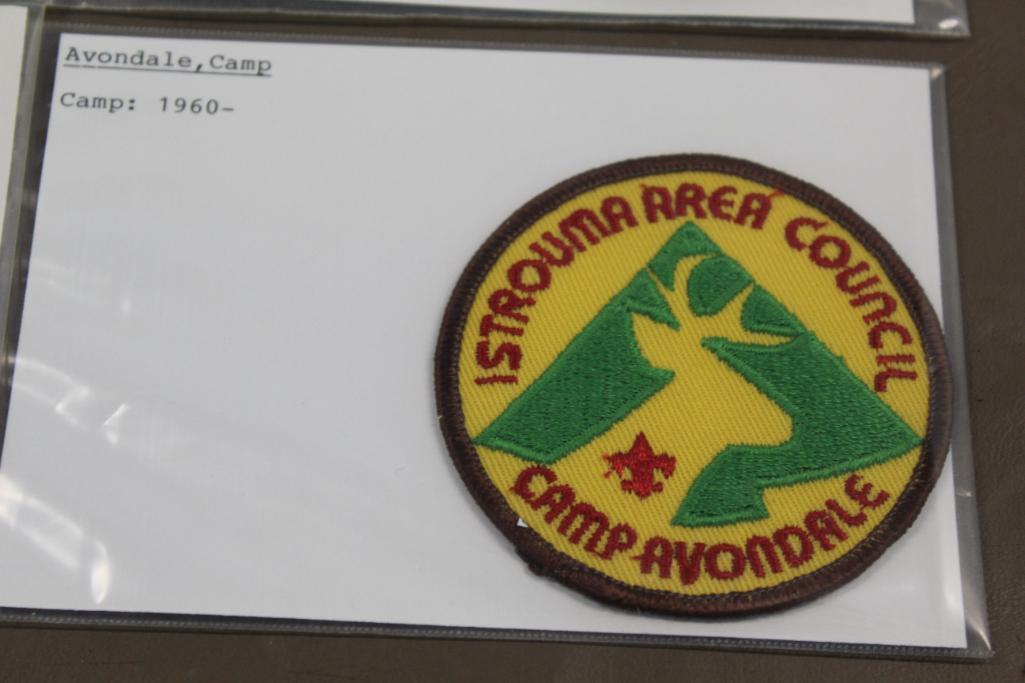 Avondale,Camp
Camp: 1960-
ISTROUMA AREA COUNCIL
CAMP AVONDALE